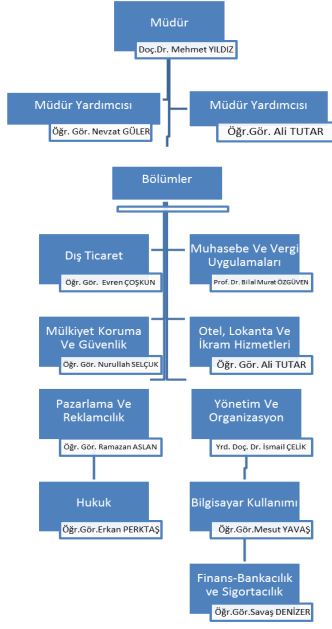 Müdür
Doç.Dr. Mehmet YILDIZ
Müdür Yardımcısı
Öğr. Gör. Nevzat GÜLER
Müdür Yardımcısı
Öğr.Gör. Ali TUTAR
Bölümler
Dış Ticaret
Öğr. Gör. Evren ÇOŞKUN
Muhasebe Ve Vergi
Uygulamaları
Prof. Dr. Bilal Murat ÖZGÜVEN
Mülkiyet Koruma
Ve Güvenlik
Öğr. Gör. Nurullah SELÇUK
Otel, Lokanta Ve
İkram Hizmetleri
Öğr. Gör. Ali TUTAR
Pazarlama Ve
Reklamcılık
Öğr. Gör. Ramazan ASLAN
Yönetim Ve
Organizasyon
Yrd. Doç. Dr. İsmail ÇELİK
Hukuk
Öğr.Gör.Erkan PERKTAŞ
Bilgisayar Kullanımı
Öğr.Gör.Mesut YAVAŞ
Finans-Bankacılık
ve Sigortacılık
Öğr.Gör.Savaş DENİZER